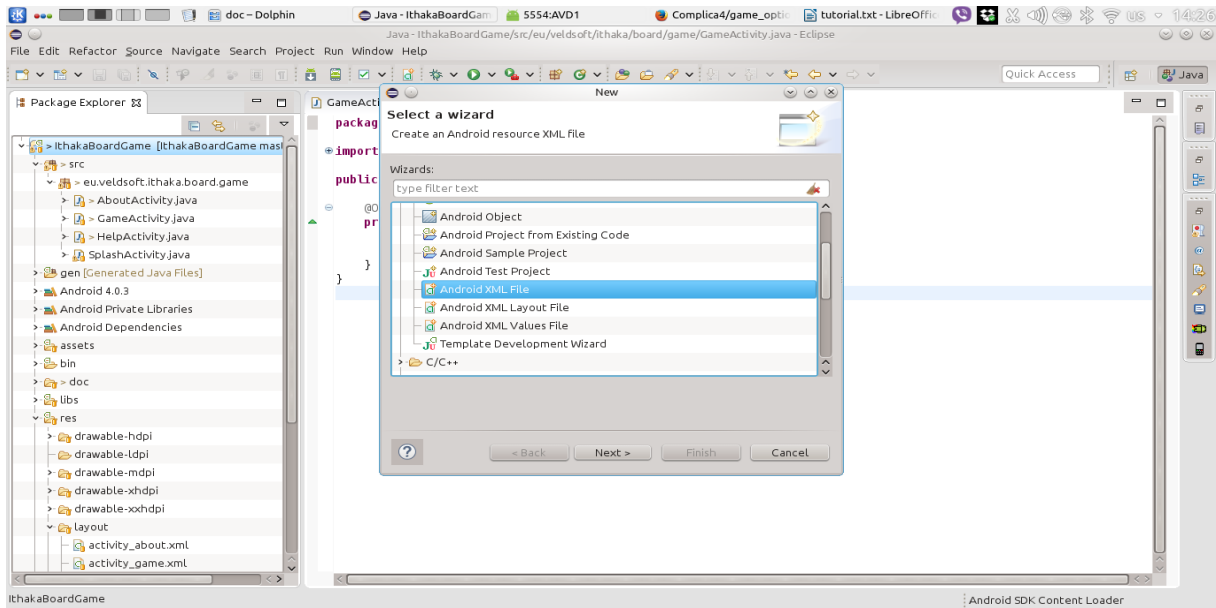 doc – Dolphin
Java - IthakaBoardGam
5554:AVD1
Complica4/game_optio
tutorial.txt - LibreOffic
us
14:26
Java - IthakaBoardGame/src/eu/veldsoft/ithaka/board/game/GameActivity.java - Eclipse
File Edit Refactor Source Navigate Search Project Run Window Help
Quick Access
Java
Package Explorer
> IthakaBoardGame [IthakaBoardGame mast
> src
> eu.veldsoft.ithaka.board.game
> AboutActivity.java
> GameActivity.java
> HelpActivity.java
SplashActivity.java
gen [Generated Java Files]
Android 4.0.3
Android Private Libraries
Android Dependencies
assets
bin
> doc
libs
res
drawable-hdpi
drawable-ldpi
drawable-mdpi
drawable-xhdpi
drawable-xxhdpi
layout
activity_about.xml
activity_game.xml
GameActi
packag
import
public
@O
pr
}
}
New
Select a wizard
Create an Android resource XML file
Wizards:
type filter text
Android Object
Android Project from Existing Code
Android Sample Project
Android Test Project
Android XML File
Android XML Layout File
Android XML Values File
Template Development Wizard
C/C++
?
< Back
Next >
Finish
Cancel
IthakaBoardGame
Android SDK Content Loader